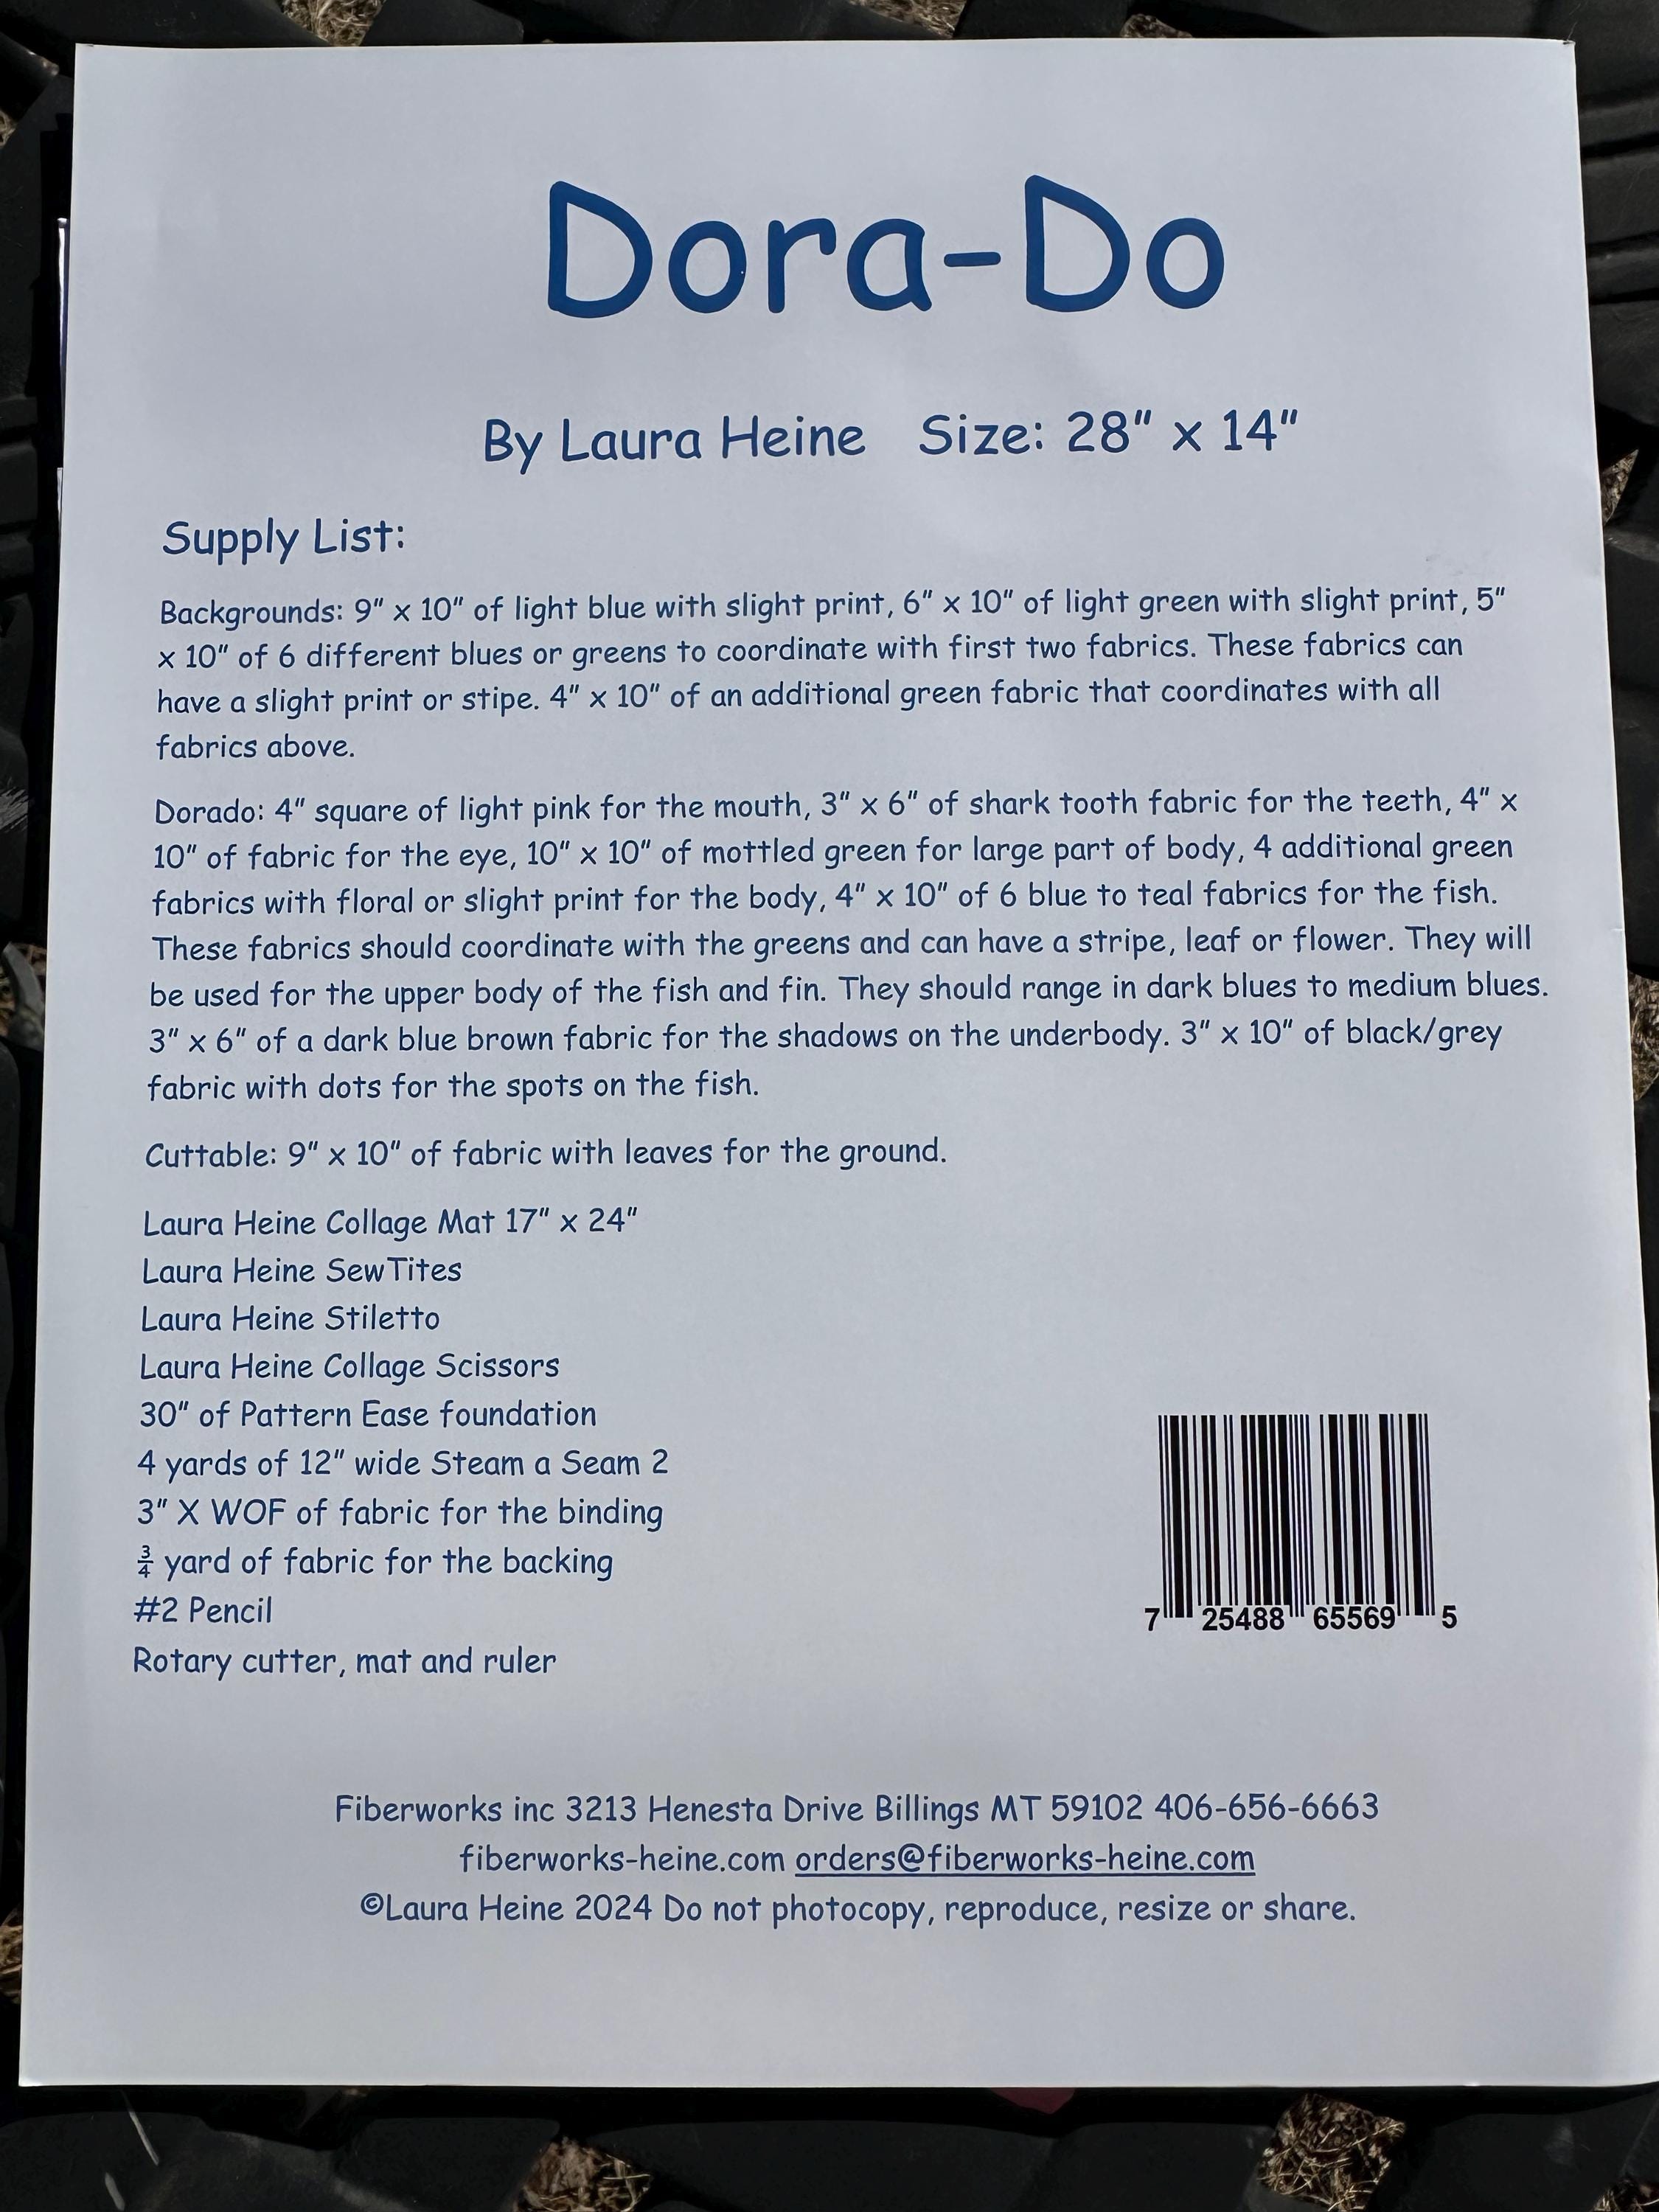 Dora-Do
By Laura Heine Size: 28" x 14"
Supply List:
Backgrounds: 9" x 10" of light blue with slight print, 6" x 10" of light green with slight print, 5"
x 10" of 6 different blues or greens to coordinate with first two fabrics. These fabrics can
have a slight print or stipe. 4" x 10" of an additional green fabric that coordinates with all
fabrics above.
Dorado: 4" square of light pink for the mouth, 3" x 6" of shark tooth fabric for the teeth, 4" x
10" of fabric for the eye, 10" x 10" of mottled green for large part of body, 4 additional green
fabrics with floral or slight print for the body, 4" x 10" of 6 blue to teal fabrics for the fish.
These fabrics should coordinate with the greens and can have a stripe, leaf or flower. They will
be used for the upper body of the fish and fin. They should range in dark blues to medium blues.
3" x 6" of a dark blue brown fabric for the shadows on the underbody. 3" x 10" of black/grey
fabric with dots for the spots on the fish.
Cuttable: 9" x 10" of fabric with leaves for the ground.
Laura Heine Collage Mat 17" x 24"
Laura Heine SewTites
Laura Heine Stiletto
Laura Heine Collage Scissors
30" of Pattern Ease foundation
4 yards of 12" wide Steam a Seam 2
3" X WOF of fabric for the binding
¾ yard of fabric for the backing
#2 Pencil
Rotary cutter, mat and ruler
7 25488 65569 5
Fiberworks inc 3213 Henesta Drive Billings MT 59102 406-656-6663
fiberworks-heine.com orders@fiberworks-heine.com
©Laura Heine 2024 Do not photocopy, reproduce, resize or share.